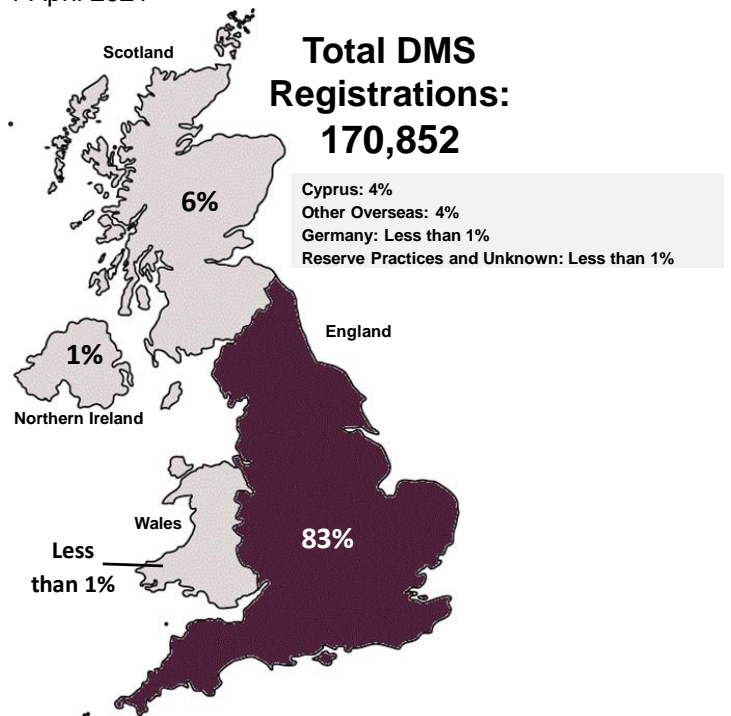 Total DMS
Registrations:
170,852
Scotland
6%
Cyprus: 4%
Other Overseas: 4%
Germany: Less than 1%
Reserve Practices and Unknown: Less than 1%
England
1%
Northern Ireland
Wales
83%
Less
than 1%